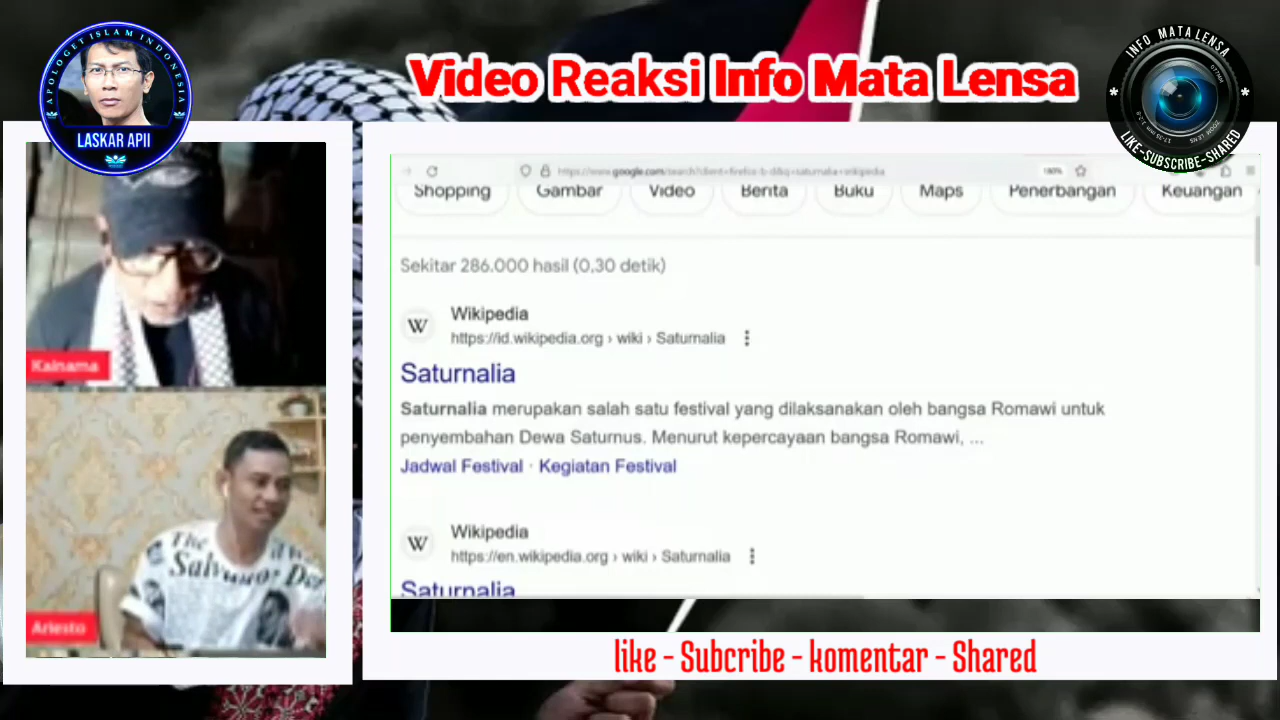 APOLOGET ISLAM INDONESIA
LASKAR APII
Video Reaksi Info Mata Lensa
INFO MATA LENSA
LIKE-SUBSCRIBE-SHARED
Kainama
Ariesto
Shopping
Gambar
Video
Berita
Buku
Maps
Penerbangan
Keuangan
Sekitar 286.000 hasil (0,30 detik)
Wikipedia
https://id.wikipedia.org › wiki › Saturnalia
Saturnalia
Saturnalia merupakan salah satu festival yang dilaksanakan oleh bangsa Romawi untuk
penyembahan Dewa Saturnus. Menurut kepercayaan bangsa Romawi, ...
Jadwal Festival · Kegiatan Festival
Wikipedia
https://en.wikipedia.org › wiki › Saturnalia
Saturnalia
like - Subcribe - komentar - Shared